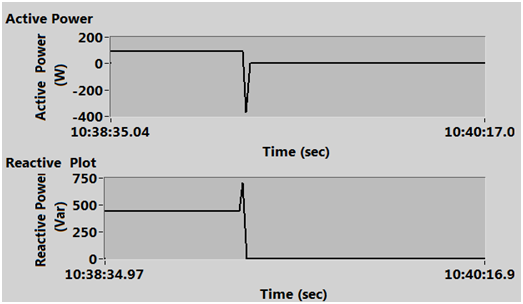 Active Power
Active Power
(W)
200
0
-200
-400
10:38:35.04
10:40:17.0
Time (sec)
Reactive Plot
Reactive Power
(Var)
750
500
250
0
10:38:34.97
10:40:16.9
Time (sec)